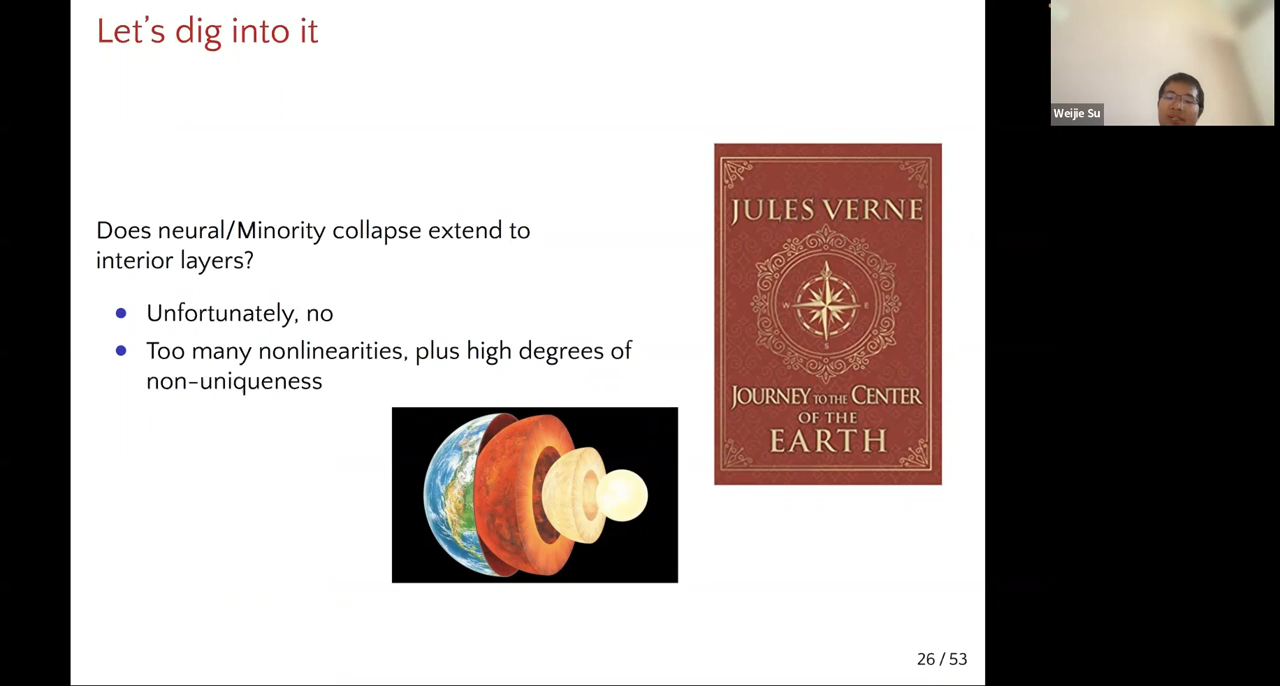 Let's dig into it
Weijie Su
Does neural/Minority collapse extend to
interior layers?
Unfortunately, no
Too many nonlinearities, plus high degrees of
non-uniqueness
JULES VERNE
N
W
E
S
JOURNEY TO THE CENTER
OF THE
EARTH
26 / 53